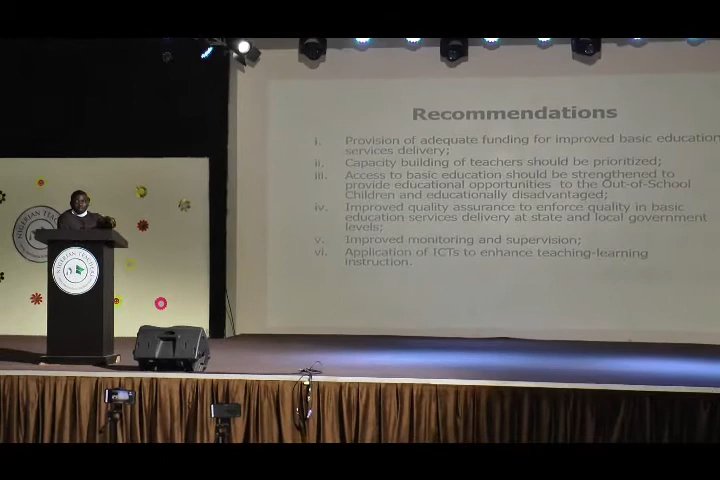 Recommendations
i. Provision of adequate funding for improved basic education
services delivery;
ii. Capacity building of teachers should be prioritized;
iii. Access to basic education should be strengthened to
provide educational opportunities to the Out-of-School
Children and educationally disadvantaged;
iv. Improved quality assurance to enforce quality in basic
education services delivery at state and local government
levels;
v. Improved monitoring and supervision;
vi. Application of ICTs to enhance teaching-learning
instruction.
NIGERIAN
NIGERIAN